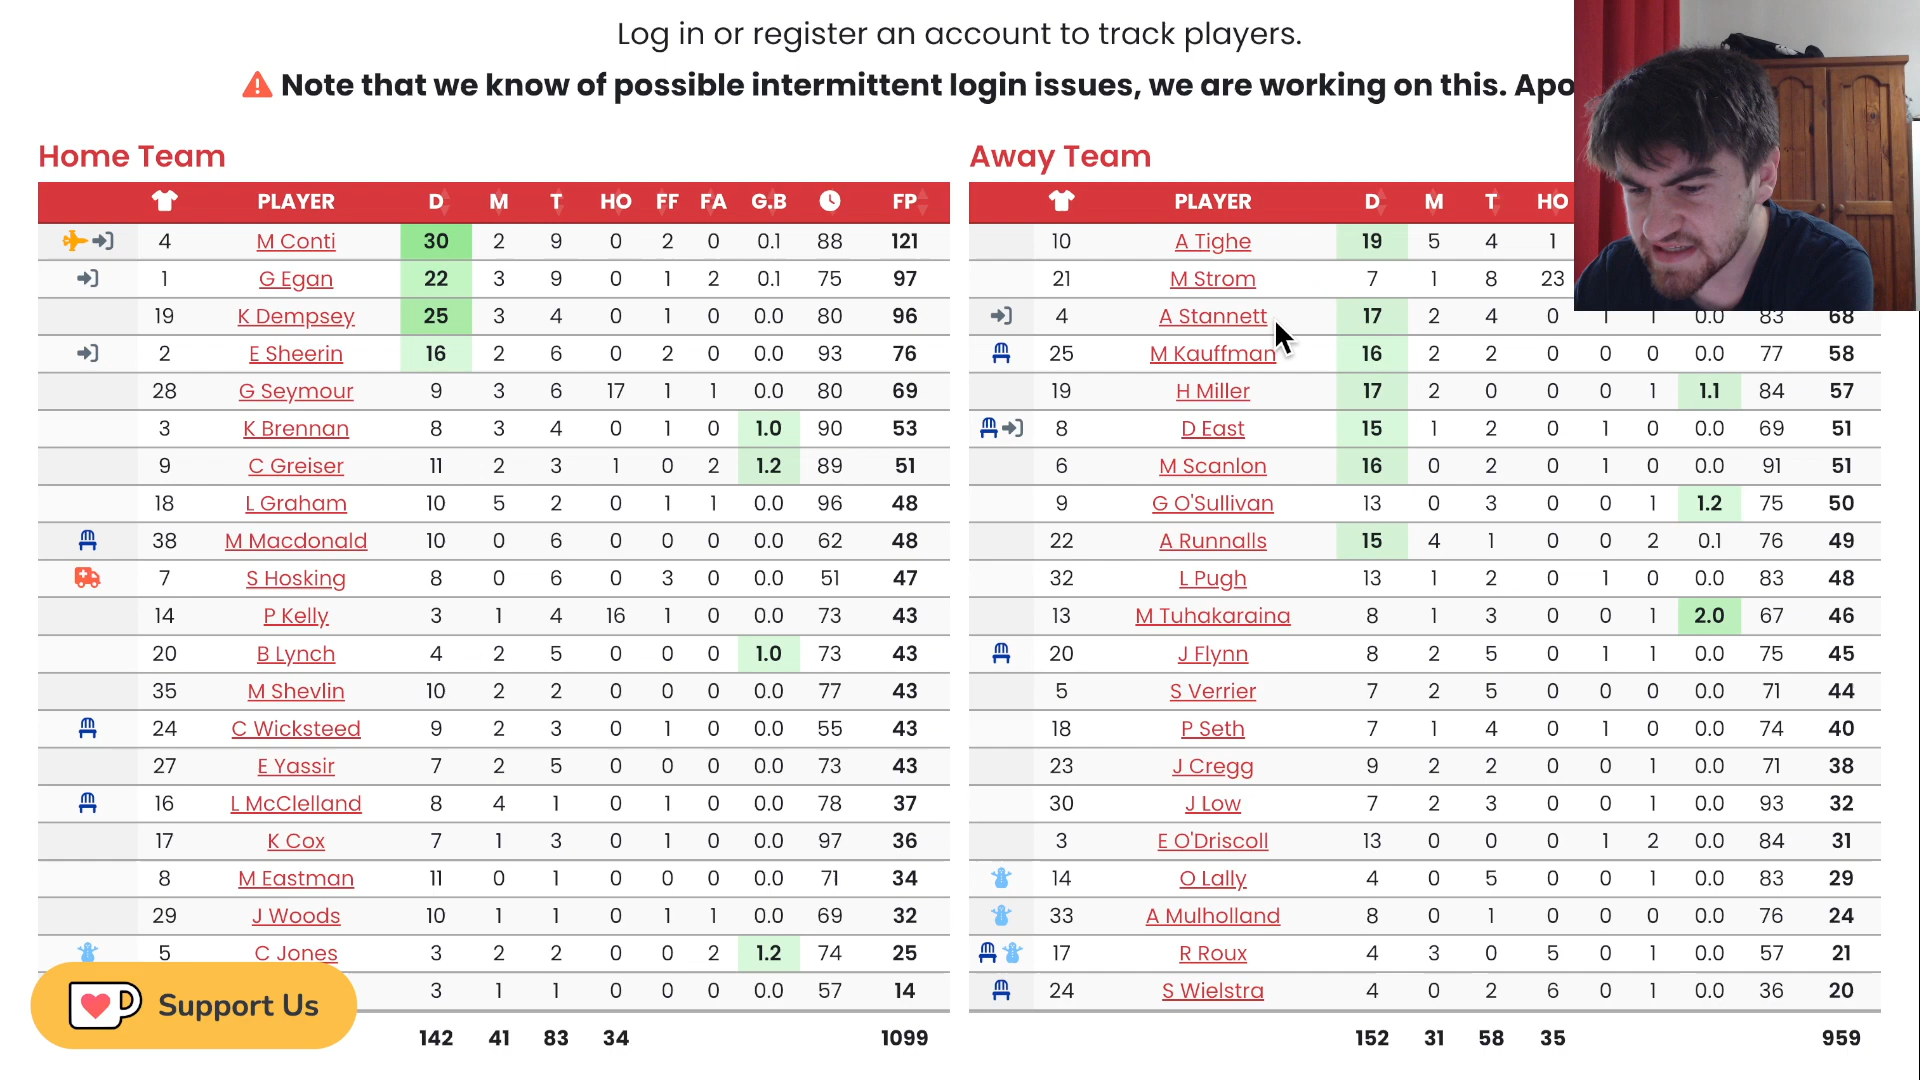 Log in or register an account to track players.
Note that we know of possible intermittent login issues, we are working on this. Apo
Home Team
PLAYER D M T HO FF FA G.B FP
4 M Conti 30 2 9 0 2 0 0.1 88 121
1 G Egan 22 3 9 0 1 2 0.1 75 97
19 K Dempsey 25 3 4 0 1 0 0.0 80 96
2 E Sheerin 16 2 6 0 2 0 0.0 93 76
28 G Seymour 9 3 6 17 1 1 0.0 80 69
3 K Brennan 8 3 4 0 1 0 1.0 90 53
9 C Greiser 11 2 3 1 0 2 1.2 89 51
18 L Graham 10 5 2 0 1 1 0.0 96 48
38 M Macdonald 10 0 6 0 0 0 0.0 62 48
7 S Hosking 8 0 6 0 3 0 0.0 51 47
14 P Kelly 3 1 4 16 1 0 0.0 73 43
20 B Lynch 4 2 5 0 0 0 1.0 73 43
35 M Shevlin 10 2 2 0 0 0 0.0 77 43
24 C Wicksteed 9 2 3 0 1 0 0.0 55 43
27 E Yassir 7 2 5 0 0 0 0.0 73 43
16 L McClelland 8 4 1 0 1 0 0.0 78 37
17 K Cox 7 1 3 0 1 0 0.0 97 36
8 M Eastman 11 0 1 0 0 0 0.0 71 34
29 J Woods 10 1 1 0 1 1 0.0 69 32
5 C Jones 3 2 2 0 0 2 1.2 74 25
3 1 1 0 0 0 0.0 57 14
142 41 83 34 1099
Support Us
Away Team
PLAYER D M T HO
10 A Tighe 19 5 4 1
21 M Strom 7 1 8 23
4 A Stannett 17 2 4 0 1 1 0.0 83 68
25 M Kauffman 16 2 2 0 0 0 0.0 77 58
19 H Miller 17 2 0 0 0 1 1.1 84 57
8 D East 15 1 2 0 1 0 0.0 69 51
6 M Scanlon 16 0 2 0 1 0 0.0 91 51
9 G O'Sullivan 13 0 3 0 0 1 1.2 75 50
22 A Runnalls 15 4 1 0 0 2 0.1 76 49
32 L Pugh 13 1 2 0 1 0 0.0 83 48
13 M Tuhakaraina 8 1 3 0 0 1 2.0 67 46
20 J Flynn 8 2 5 0 1 1 0.0 75 45
5 S Verrier 7 2 5 0 0 0 0.0 71 44
18 P Seth 7 1 4 0 1 0 0.0 74 40
23 J Cregg 9 2 2 0 0 1 0.0 71 38
30 J Low 7 2 3 0 0 1 0.0 93 32
3 E O'Driscoll 13 0 0 0 1 2 0.0 84 31
14 O Lally 4 0 5 0 0 1 0.0 83 29
33 A Mulholland 8 0 1 0 0 0 0.0 76 24
17 R Roux 4 3 0 5 0 1 0.0 57 21
24 S Wielstra 4 0 2 6 0 1 0.0 36 20
152 31 58 35 959